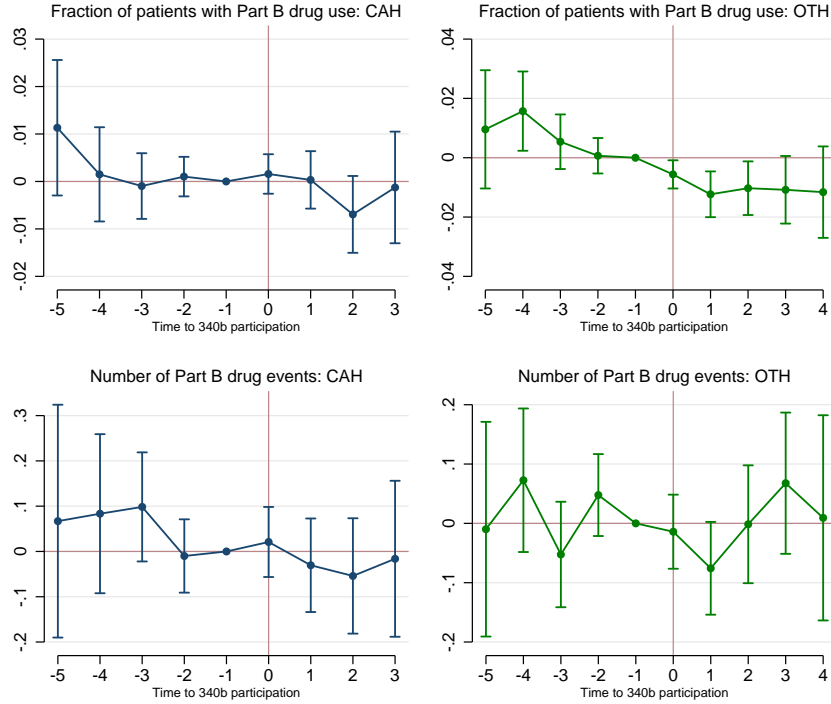 Fraction of patients with Part B drug use: CAH
.03
.02
.01
0
-.01
-.02
-5 -4 -3 -2 -1 0 1 2 3
Time to 340b participation
Fraction of patients with Part B drug use: OTH
.04
.02
0
-.02
-.04
-5 -4 -3 -2 -1 0 1 2 3 4
Time to 340b participation
Number of Part B drug events: CAH
.3
.2
.1
0
-.1
-.2
-5 -4 -3 -2 -1 0 1 2 3
Time to 340b participation
Number of Part B drug events: OTH
.2
.1
0
-.1
-.2
-5 -4 -3 -2 -1 0 1 2 3 4
Time to 340b participation